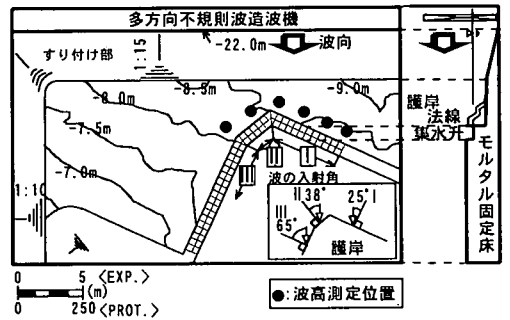 多方向不規則波造波機
すり付け部
1:15
-22.0m
波向
-8.0m
-8.5m
-9.0m
-7.5m
-7.0m
1:10
護岸
法線
集水升
モルタル固定床
III
II
I
波の入射角
II 38°
25° I
III
65°
護岸
0 5 <EXP.>
(m)
0 250 <PROT.>
●:波高測定位置